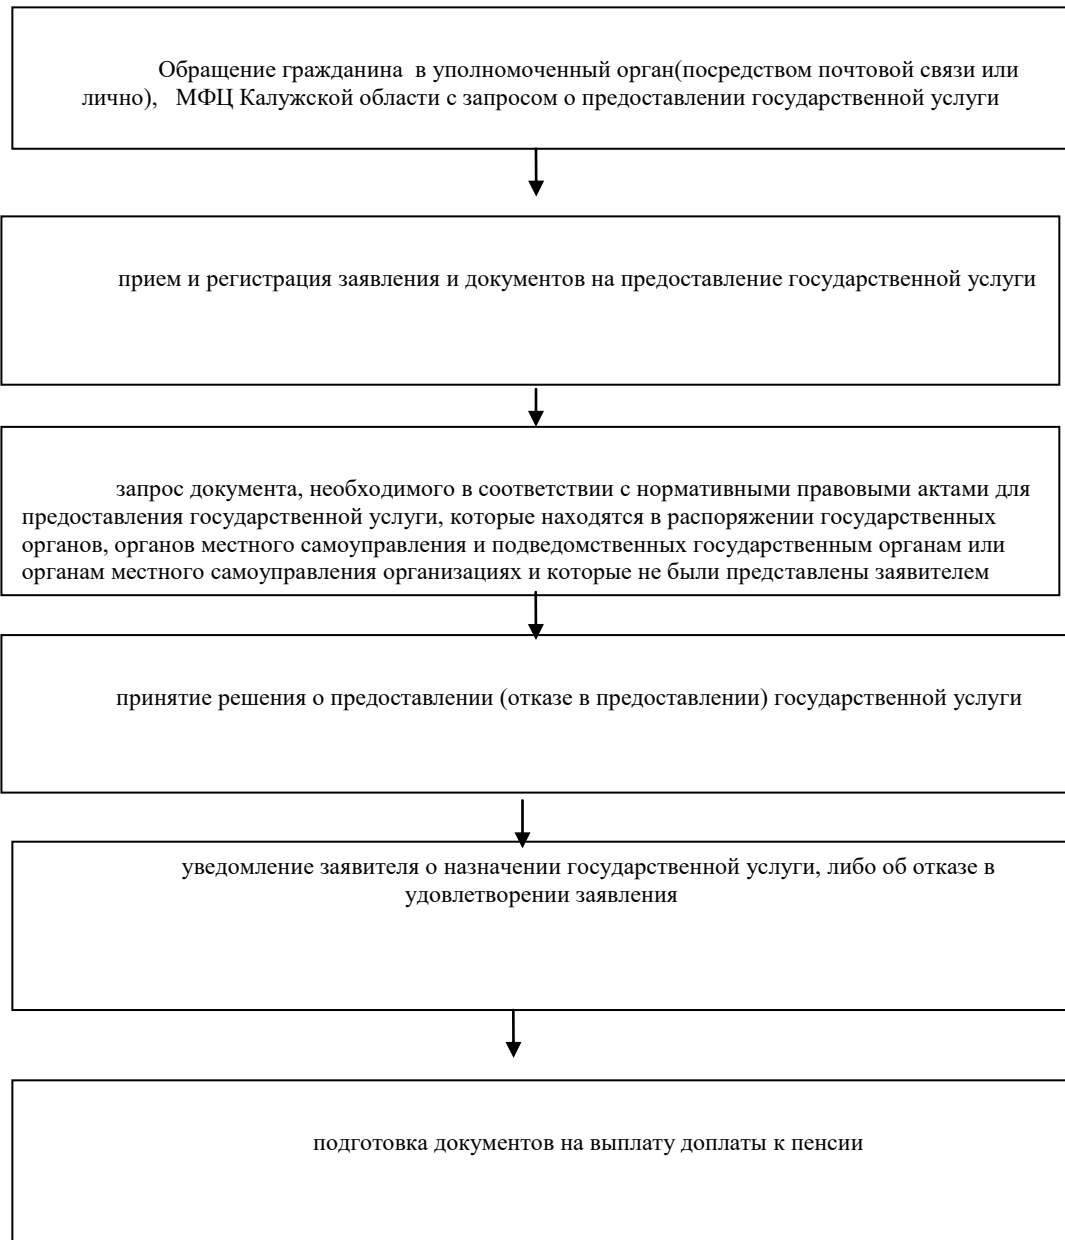 Обращение гражданина  в уполномоченный орган(посредством почтовой связи или
лично),   МФЦ Калужской области с запросом о предоставлении государственной услуги
прием и регистрация заявления и документов на предоставление государственной услуги
запрос документа, необходимого в соответствии с нормативными правовыми актами для
предоставления государственной услуги, которые находятся в распоряжении государственных
органов, органов местного самоуправления и подведомственных государственным органам или
органам местного самоуправления организациях и которые не были представлены заявителем
принятие решения о предоставлении (отказе в предоставлении) государственной услуги
уведомление заявителя о назначении государственной услуги, либо об отказе в
удовлетворении заявления
подготовка документов на выплату доплаты к пенсии